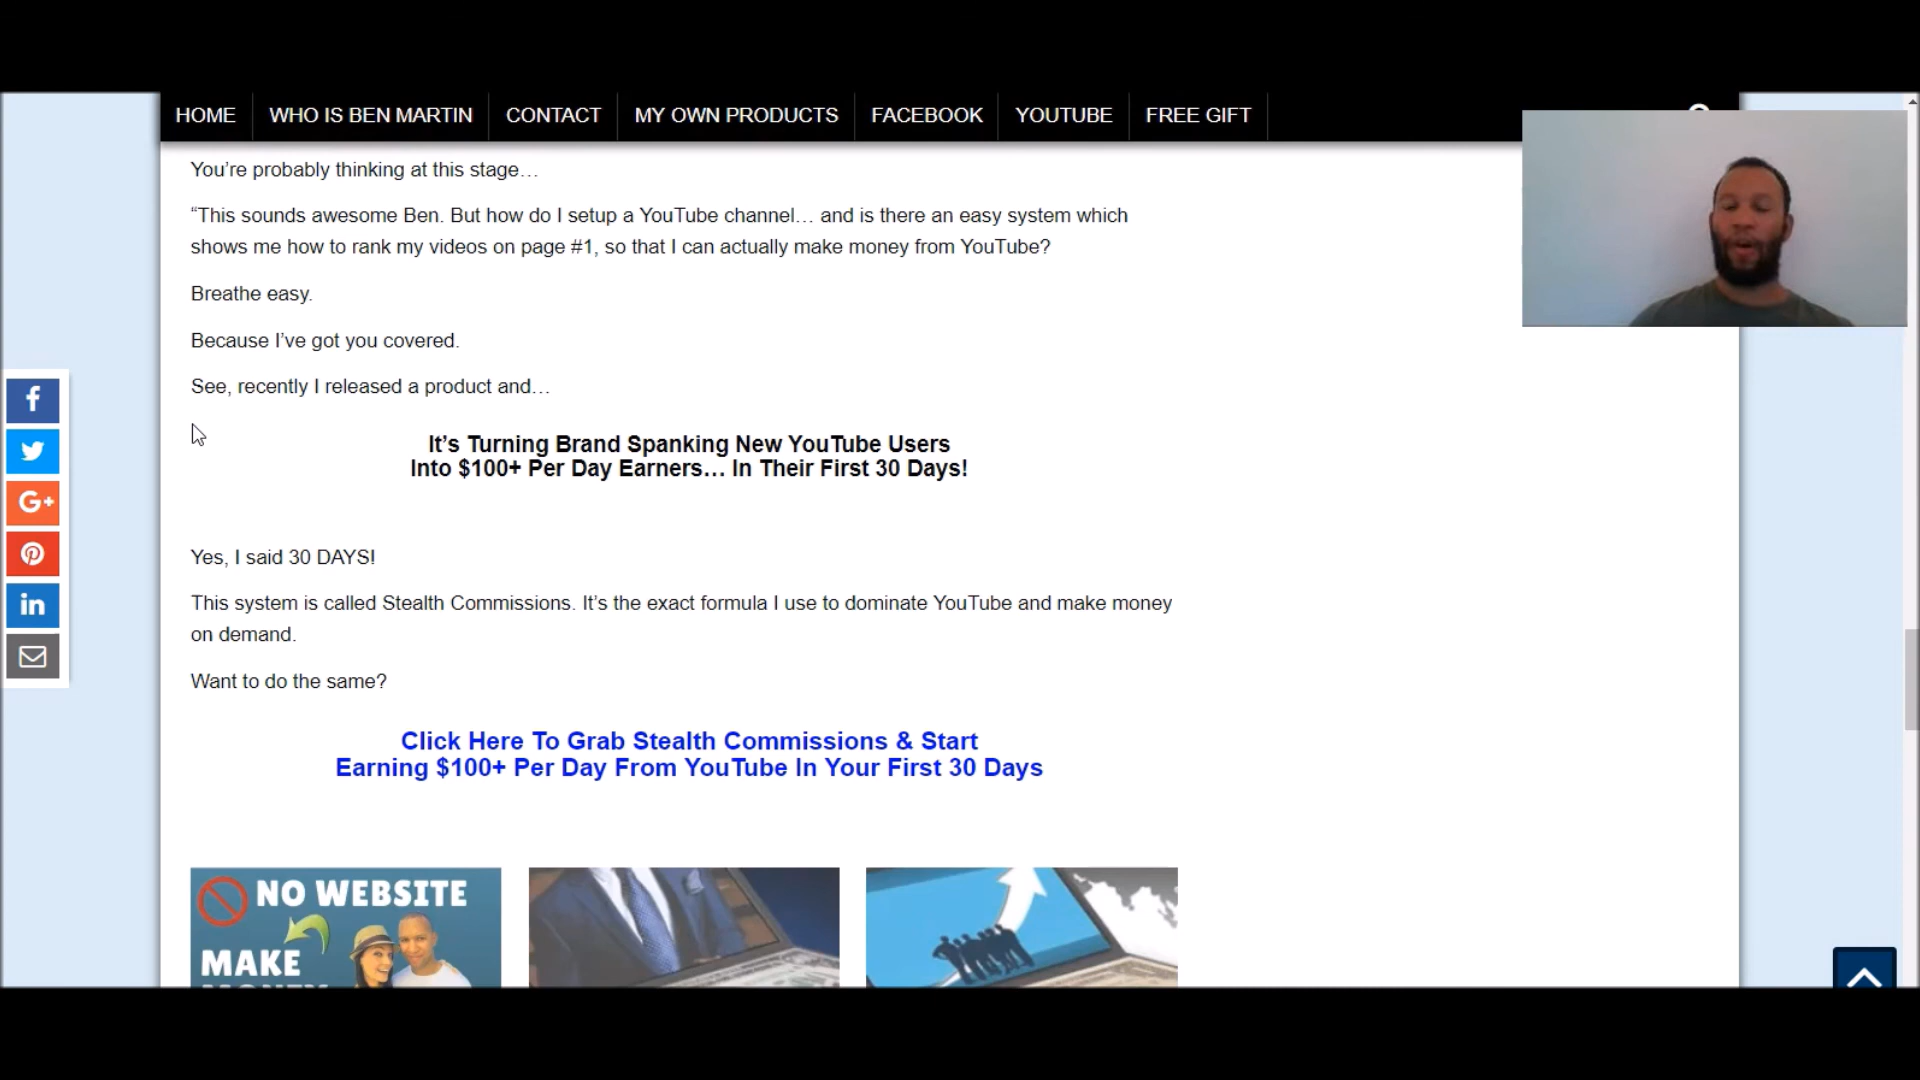 HOME WHO IS BEN MARTIN CONTACT MY OWN PRODUCTS FACEBOOK YOUTUBE FREE GIFT
You’re probably thinking at this stage…
“This sounds awesome Ben. But how do I setup a YouTube channel… and is there an easy system which
shows me how to rank my videos on page #1, so that I can actually make money from YouTube?
Breathe easy.
Because I’ve got you covered.
See, recently I released a product and…
It’s Turning Brand Spanking New YouTube Users
Into $100+ Per Day Earners… In Their First 30 Days!
Yes, I said 30 DAYS!
This system is called Stealth Commissions. It’s the exact formula I use to dominate YouTube and make money
on demand.
Want to do the same?
Click Here To Grab Stealth Commissions & Start
Earning $100+ Per Day From YouTube In Your First 30 Days
NO WEBSITE
MAKE